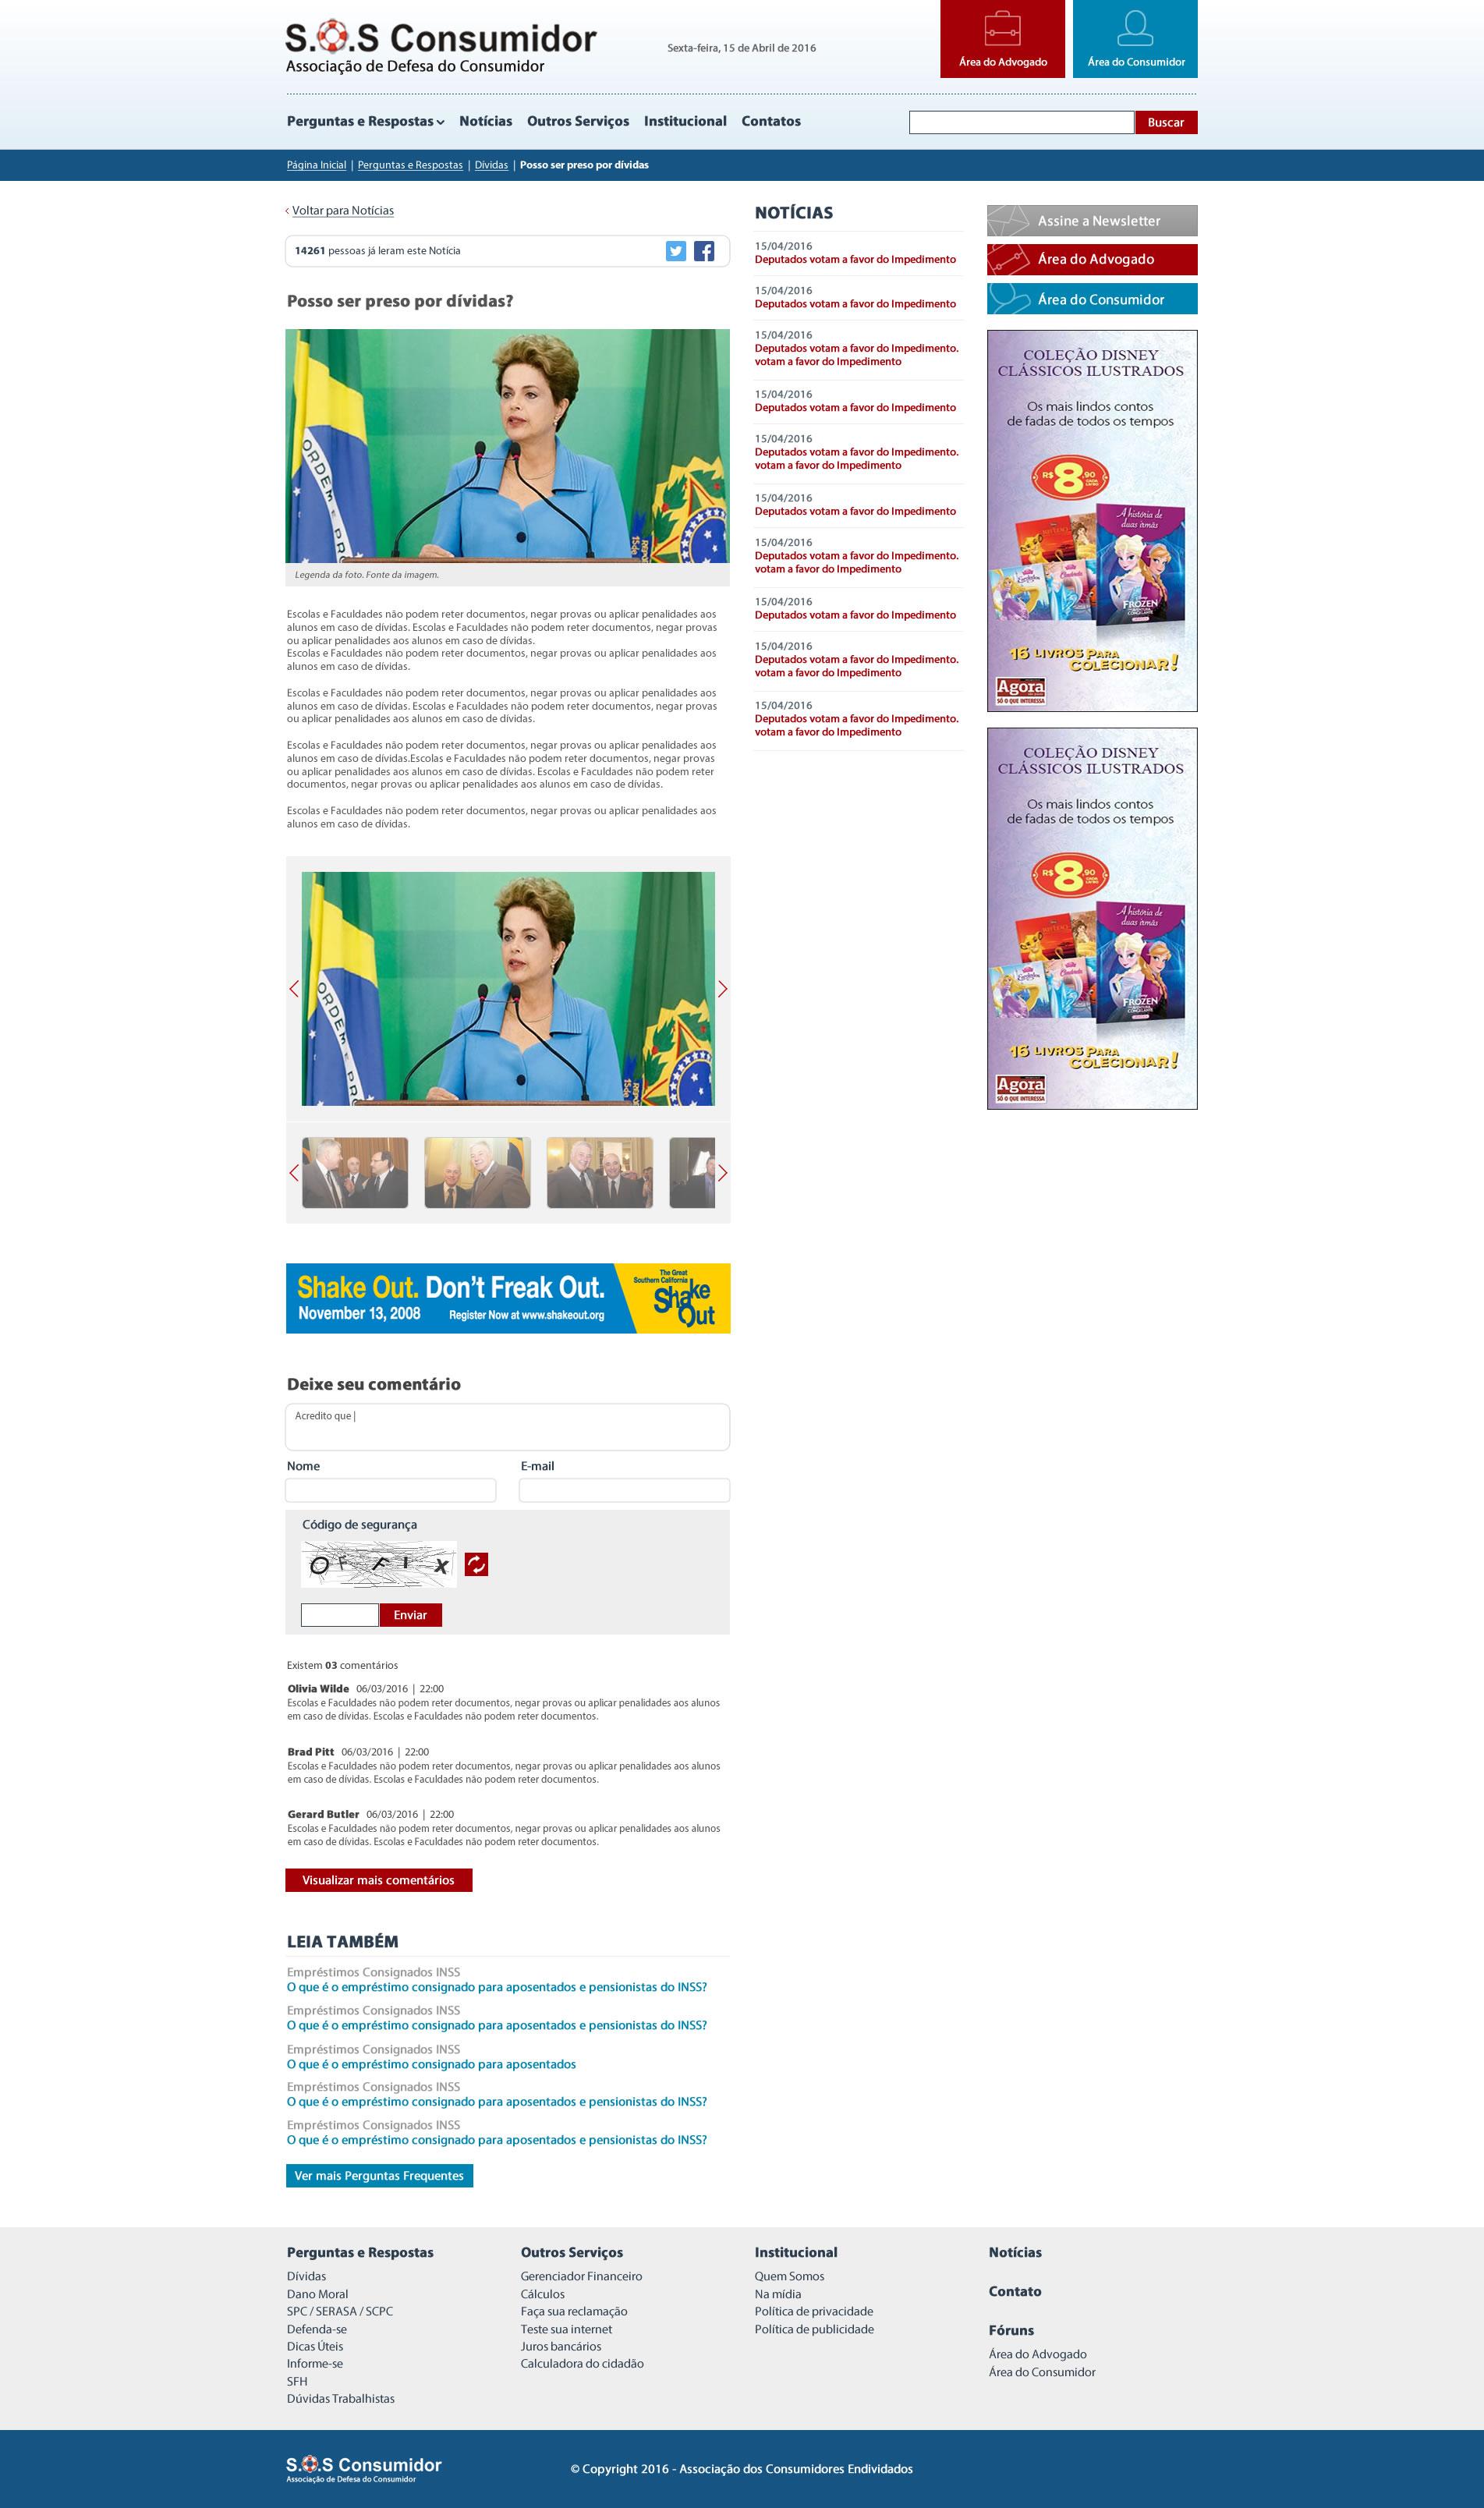 S.O.S Consumidor
Associação de Defesa do Consumidor
Sexta-feira, 15 de Abril de 2016
Área do Advogado
Área do Consumidor
Perguntas e Respostas Notícias Outros Serviços Institucional Contatos
Buscar
Página Inicial | Perguntas e Respostas | Dívidas | Posso ser preso por dívidas
Voltar para Notícias
14261 pessoas já leram este Notícia
Posso ser preso por dívidas?
ORDEM E
Legenda da foto. Fonte da imagem.
Escolas e Faculdades não podem reter documentos, negar provas ou aplicar penalidades aos
alunos em caso de dívidas. Escolas e Faculdades não podem reter documentos, negar provas
ou aplicar penalidades aos alunos em caso de dívidas.
Escolas e Faculdades não podem reter documentos, negar provas ou aplicar penalidades aos
alunos em caso de dívidas.
Escolas e Faculdades não podem reter documentos, negar provas ou aplicar penalidades aos
alunos em caso de dívidas. Escolas e Faculdades não podem reter documentos, negar provas
ou aplicar penalidades aos alunos em caso de dívidas.
Escolas e Faculdades não podem reter documentos, negar provas ou aplicar penalidades aos
alunos em caso de dívidas.Escolas e Faculdades não podem reter documentos, negar provas
ou aplicar penalidades aos alunos em caso de dívidas. Escolas e Faculdades não podem reter
documentos, negar provas ou aplicar penalidades aos alunos em caso de dívidas.
Escolas e Faculdades não podem reter documentos, negar provas ou aplicar penalidades aos
alunos em caso de dívidas.
ORDEM E
Shake Out. Don't Freak Out.
November 13, 2008 Register Now at www.shakeout.org
The Great
Southern California
Shake
Out
Deixe seu comentário
Acredito que |
Nome
E-mail
Código de segurança
O F F I X
Enviar
Existem 03 comentários
Olivia Wilde 06/03/2016 | 22:00
Escolas e Faculdades não podem reter documentos, negar provas ou aplicar penalidades aos alunos
em caso de dívidas. Escolas e Faculdades não podem reter documentos.
Brad Pitt 06/03/2016 | 22:00
Escolas e Faculdades não podem reter documentos, negar provas ou aplicar penalidades aos alunos
em caso de dívidas. Escolas e Faculdades não podem reter documentos.
Gerard Butler 06/03/2016 | 22:00
Escolas e Faculdades não podem reter documentos, negar provas ou aplicar penalidades aos alunos
em caso de dívidas. Escolas e Faculdades não podem reter documentos.
Visualizar mais comentários
LEIA TAMBÉM
Empréstimos Consignados INSS
O que é o empréstimo consignado para aposentados e pensionistas do INSS?
Empréstimos Consignados INSS
O que é o empréstimo consignado para aposentados e pensionistas do INSS?
Empréstimos Consignados INSS
O que é o empréstimo consignado para aposentados
Empréstimos Consignados INSS
O que é o empréstimo consignado para aposentados e pensionistas do INSS?
Empréstimos Consignados INSS
O que é o empréstimo consignado para aposentados e pensionistas do INSS?
Ver mais Perguntas Frequentes
NOTÍCIAS
15/04/2016
Deputados votam a favor do Impedimento
15/04/2016
Deputados votam a favor do Impedimento
15/04/2016
Deputados votam a favor do Impedimento.
votam a favor do Impedimento
15/04/2016
Deputados votam a favor do Impedimento
15/04/2016
Deputados votam a favor do Impedimento.
votam a favor do Impedimento
15/04/2016
Deputados votam a favor do Impedimento
15/04/2016
Deputados votam a favor do Impedimento.
votam a favor do Impedimento
15/04/2016
Deputados votam a favor do Impedimento
15/04/2016
Deputados votam a favor do Impedimento.
votam a favor do Impedimento
15/04/2016
Deputados votam a favor do Impedimento.
votam a favor do Impedimento
Assine a Newsletter
Área do Advogado
Área do Consumidor
COLEÇÃO DISNEY
CLÁSSICOS ILUSTRADOS
Os mais lindos contos
de fadas de todos os tempos
R$ 8,90
CADA LIVRO
A história de
duas irmãs
FROZEN
16 LIVROS PARA
COLECIONAR!
Agora
SÓ O QUE INTERESSA
COLEÇÃO DISNEY
CLÁSSICOS ILUSTRADOS
Os mais lindos contos
de fadas de todos os tempos
R$ 8,90
CADA LIVRO
A história de
duas irmãs
FROZEN
16 LIVROS PARA
COLECIONAR!
Agora
SÓ O QUE INTERESSA
Perguntas e Respostas
Dívidas
Dano Moral
SPC / SERASA / SCPC
Defenda-se
Dicas Úteis
Informe-se
SFH
Dúvidas Trabalhistas
Outros Serviços
Gerenciador Financeiro
Cálculos
Faça sua reclamação
Teste sua internet
Juros bancários
Calculadora do cidadão
Institucional
Quem Somos
Na mídia
Política de privacidade
Política de publicidade
Notícias
Contato
Fóruns
Área do Advogado
Área do Consumidor
S.O.S Consumidor
Associação de Defesa do Consumidor
© Copyright 2016 - Associação dos Consumidores Endividados